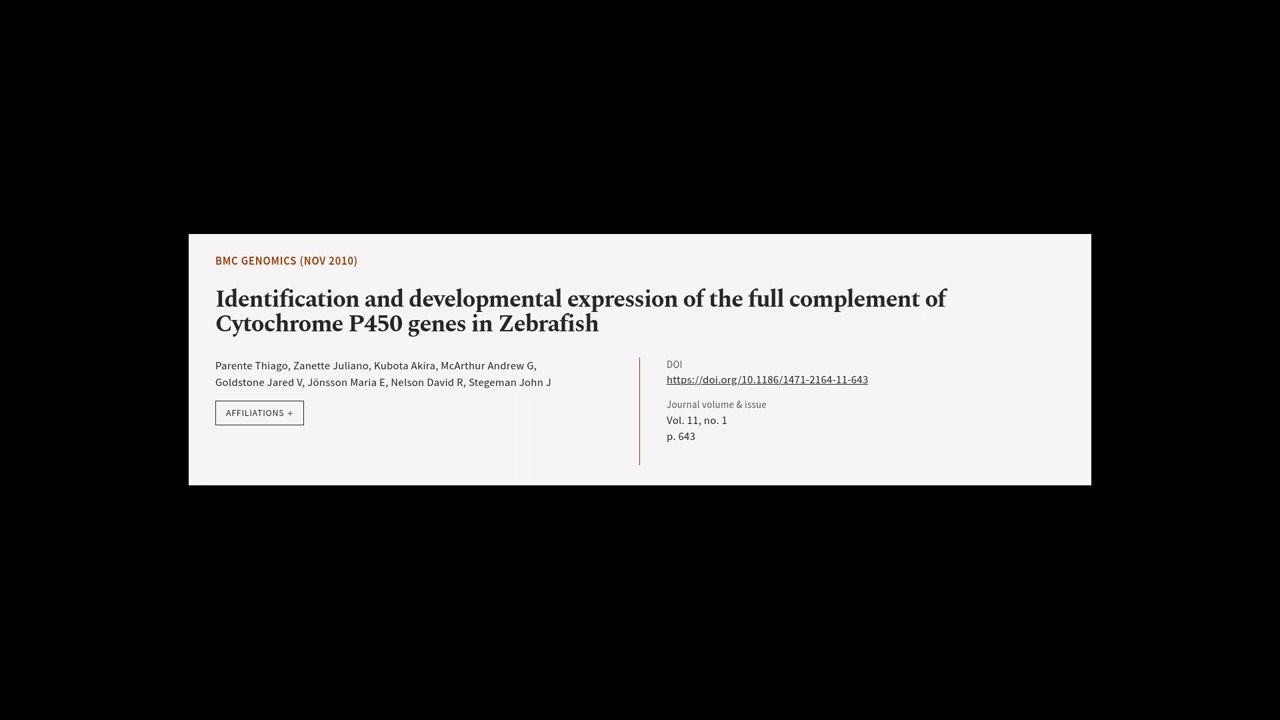 BMC GENOMICS (NOV 2010)
Identification and developmental expression of the full complement of
Cytochrome P450 genes in Zebrafish
Parente Thiago, Zanette Juliano, Kubota Akira, McArthur Andrew G,
Goldstone Jared V, Jönsson Maria E, Nelson David R, Stegeman John J
AFFILIATIONS +
DOI
https://doi.org/10.1186/1471-2164-11-643
Journal volume & issue
Vol. 11, no. 1
p. 643